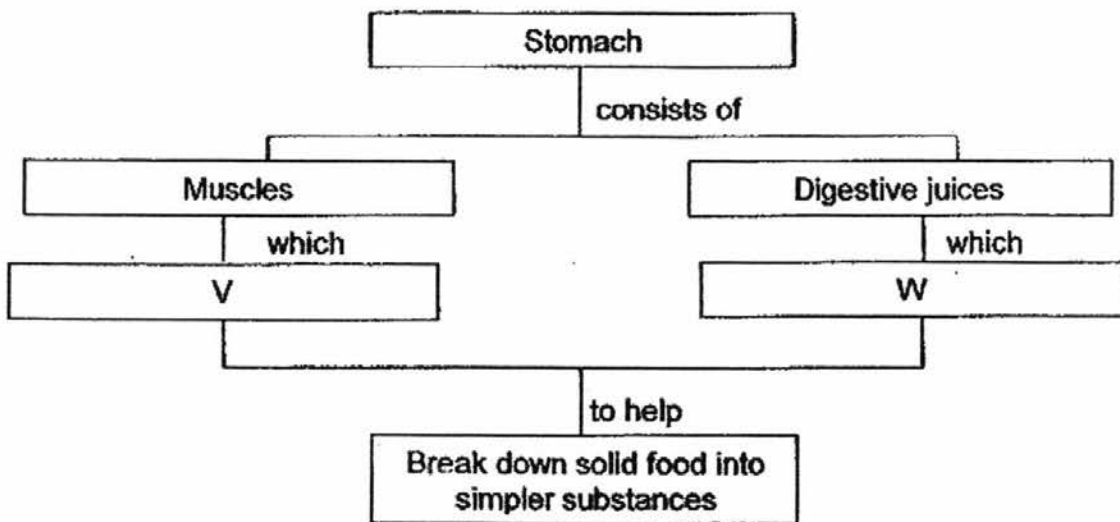 Stomach
consists of
Muscles
Digestive juices
which
which
V
W
to help
Break down solid food into
simpler substances